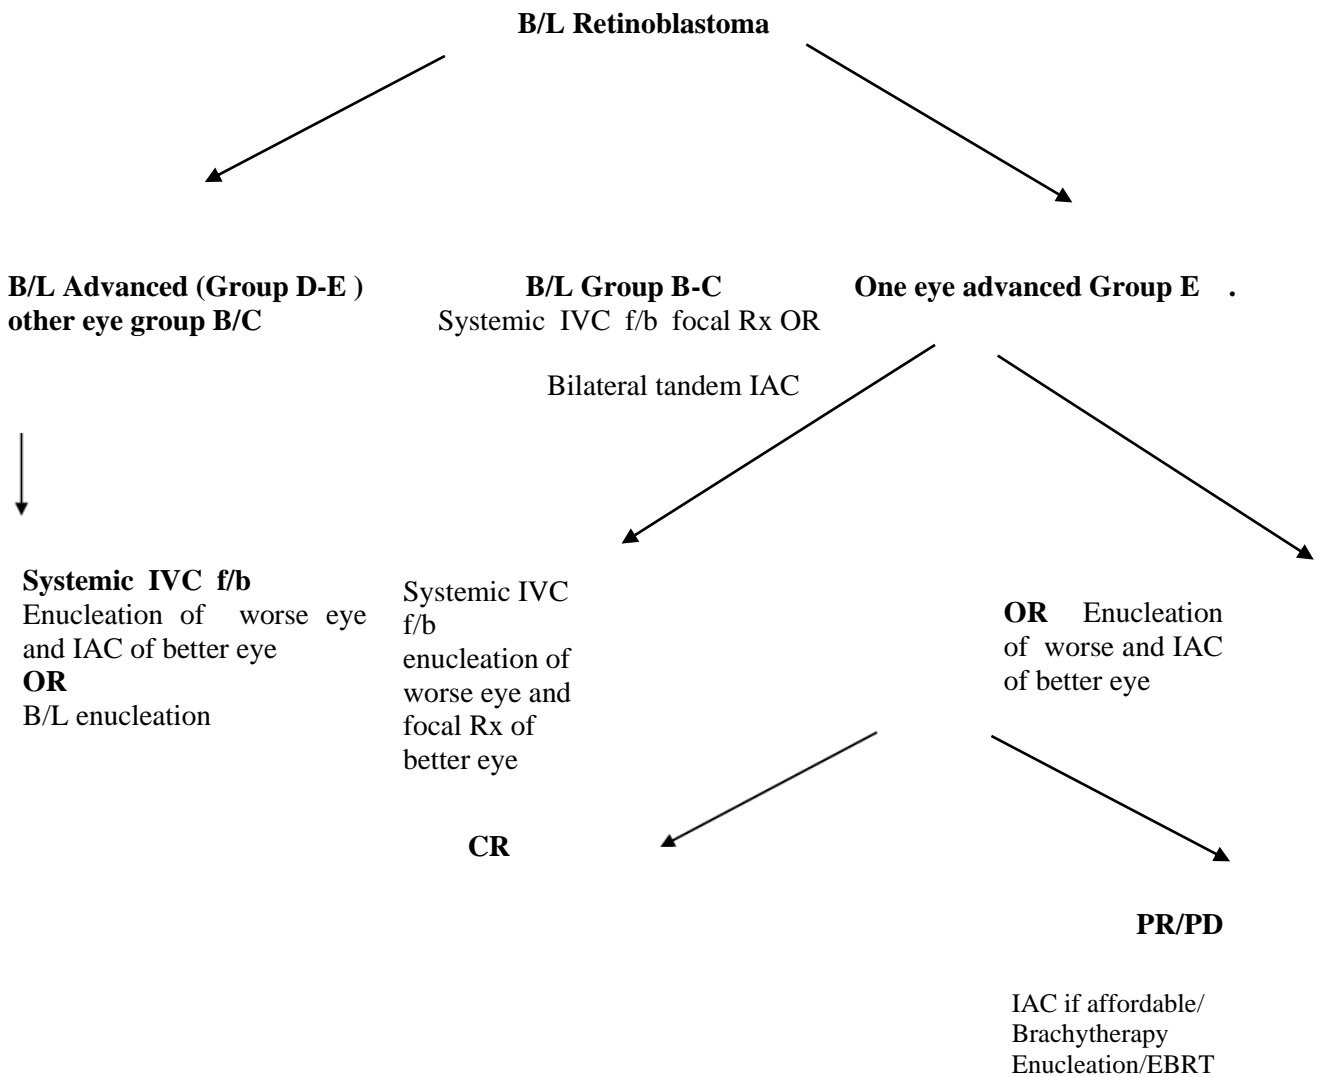 B/L Retinoblastoma
B/L Advanced (Group D-E )
other eye group B/C
B/L Group B-C
Systemic IVC f/b focal Rx OR
Bilateral tandem IAC
One eye advanced Group E .
Systemic IVC f/b
Enucleation of worse eye
and IAC of better eye
OR
B/L enucleation
Systemic IVC
f/b
enucleation of
worse eye and
focal Rx of
better eye
OR Enucleation
of worse and IAC
of better eye
CR
PR/PD
IAC if affordable/
Brachytherapy
Enucleation/EBRT